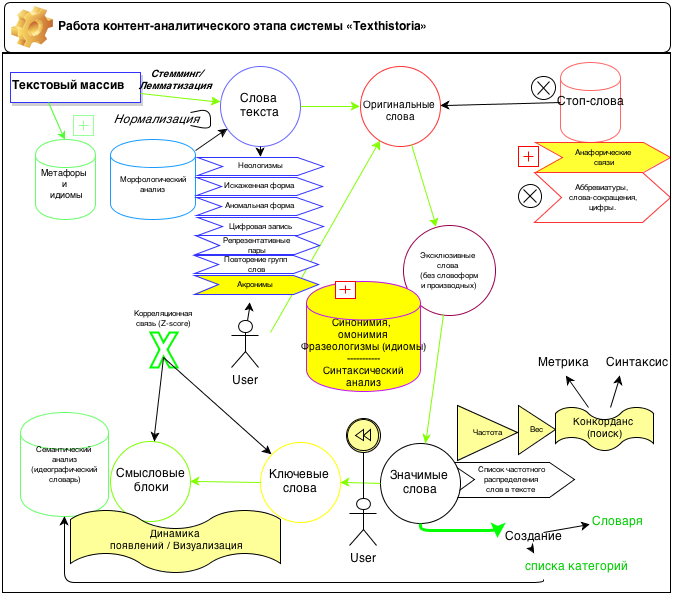 Работа контент-аналитического этапа системы «Texthistoria»
Текстовый массив
Стемминг/
Лемматизация
Нормализация
Метафоры
и
идиомы
Морфологический
анализ
Слова
текста
Неологизмы
Искаженная форма
Аномальная форма
Цифровая запись
Репрезентативные
пары
Повторение групп
слов
Акронимы
User
Оригинальные
слова
Стоп-слова
Анафорические
связи
Аббревиатуры,
слова-сокращения,
цифры.
Эксклюзивные
слова
(без словоформ
и производных)
Синонимия,
омонимия
Фразеологизмы (идиомы)
-----------
Синтаксический
анализ
Корреляционная
связь (Z-score)
Метрика
Синтаксис
Частота
Вес
Конкорданс
(поиск)
Семантический
анализ
(идеографический
словарь)
Смысловые
блоки
Ключевые
слова
Значимые
слова
Список частотного
распределения
слов в тексте
Динамика
появлений / Визуализация
User
Создание
Словаря
списка категорий